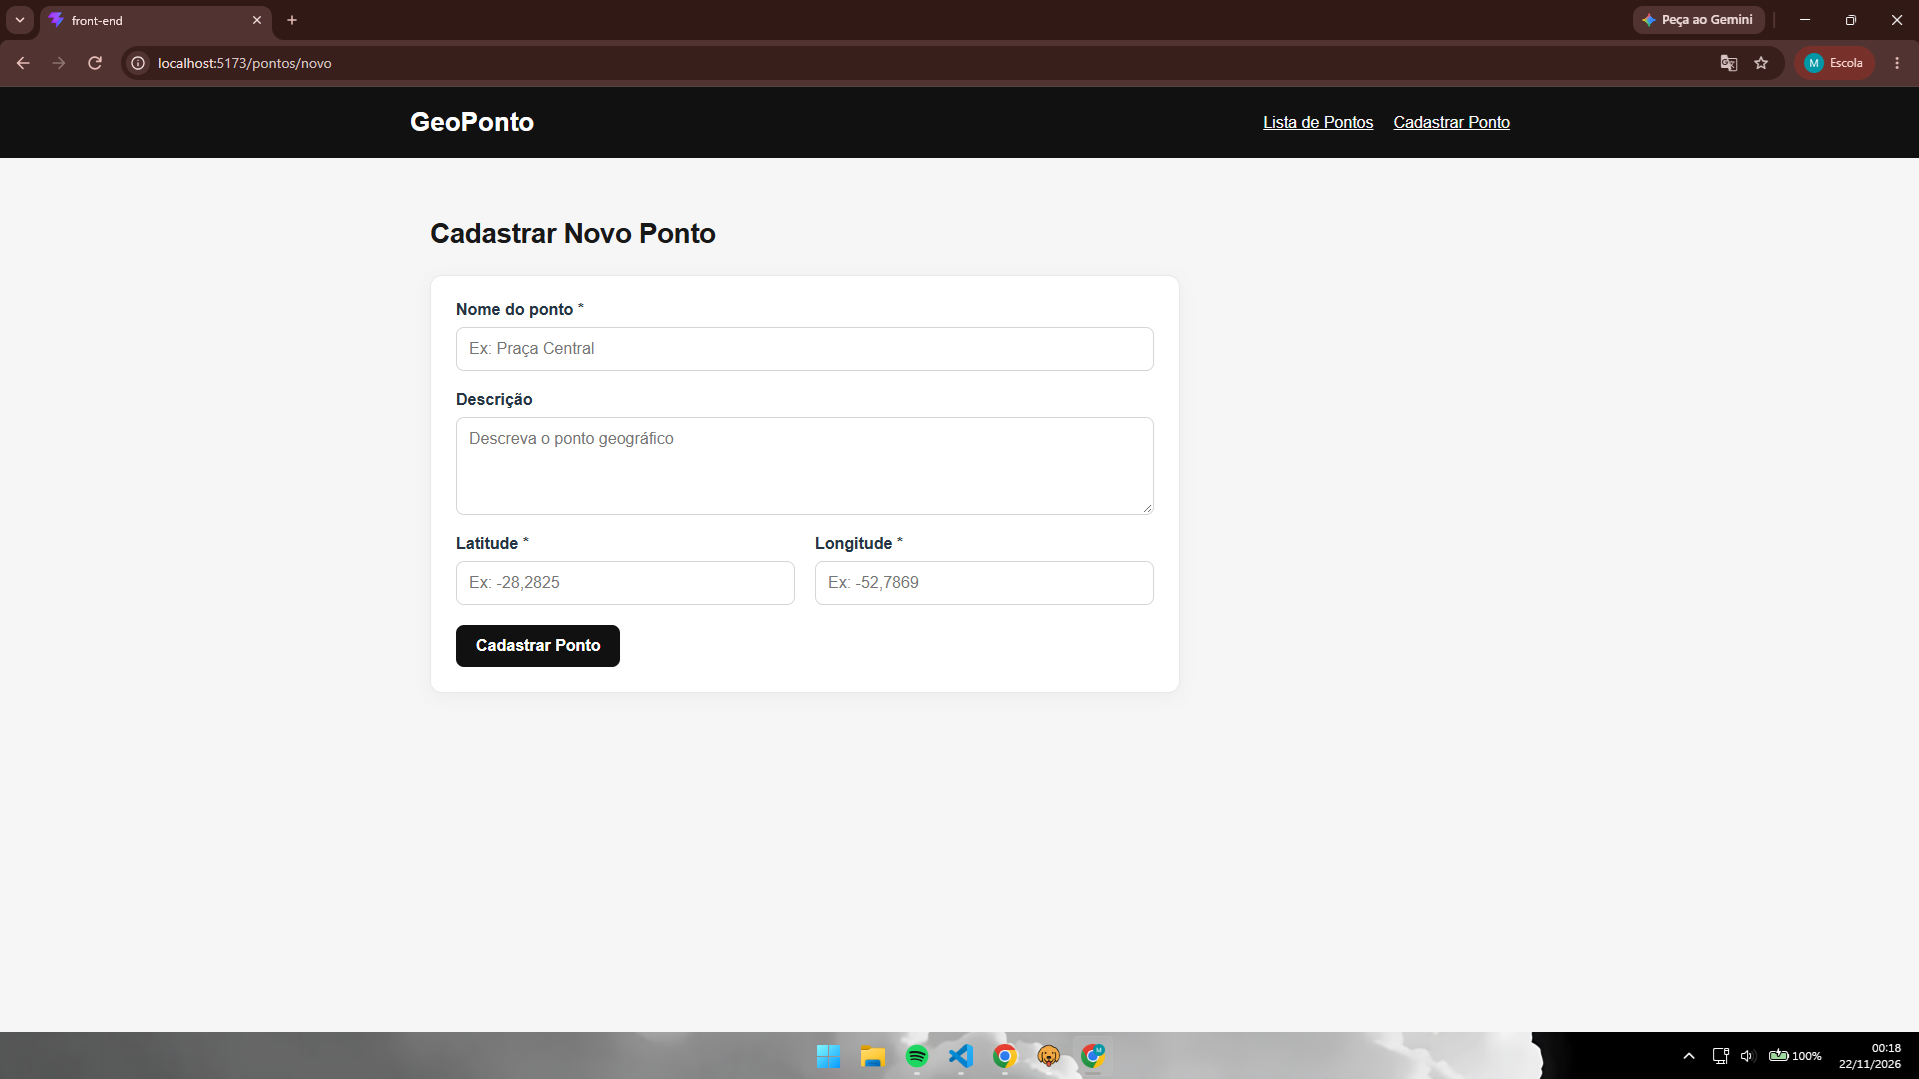 front-end
Peça ao Gemini
localhost:5173/pontos/novo
M
Escola
GeoPonto
Lista de Pontos
Cadastrar Ponto
Cadastrar Novo Ponto
Nome do ponto *
Ex: Praça Central
Descrição
Descreva o ponto geográfico
Latitude *
Longitude *
Ex: -28,2825
Ex: -52,7869
Cadastrar Ponto
100%
00:18
22/11/2026